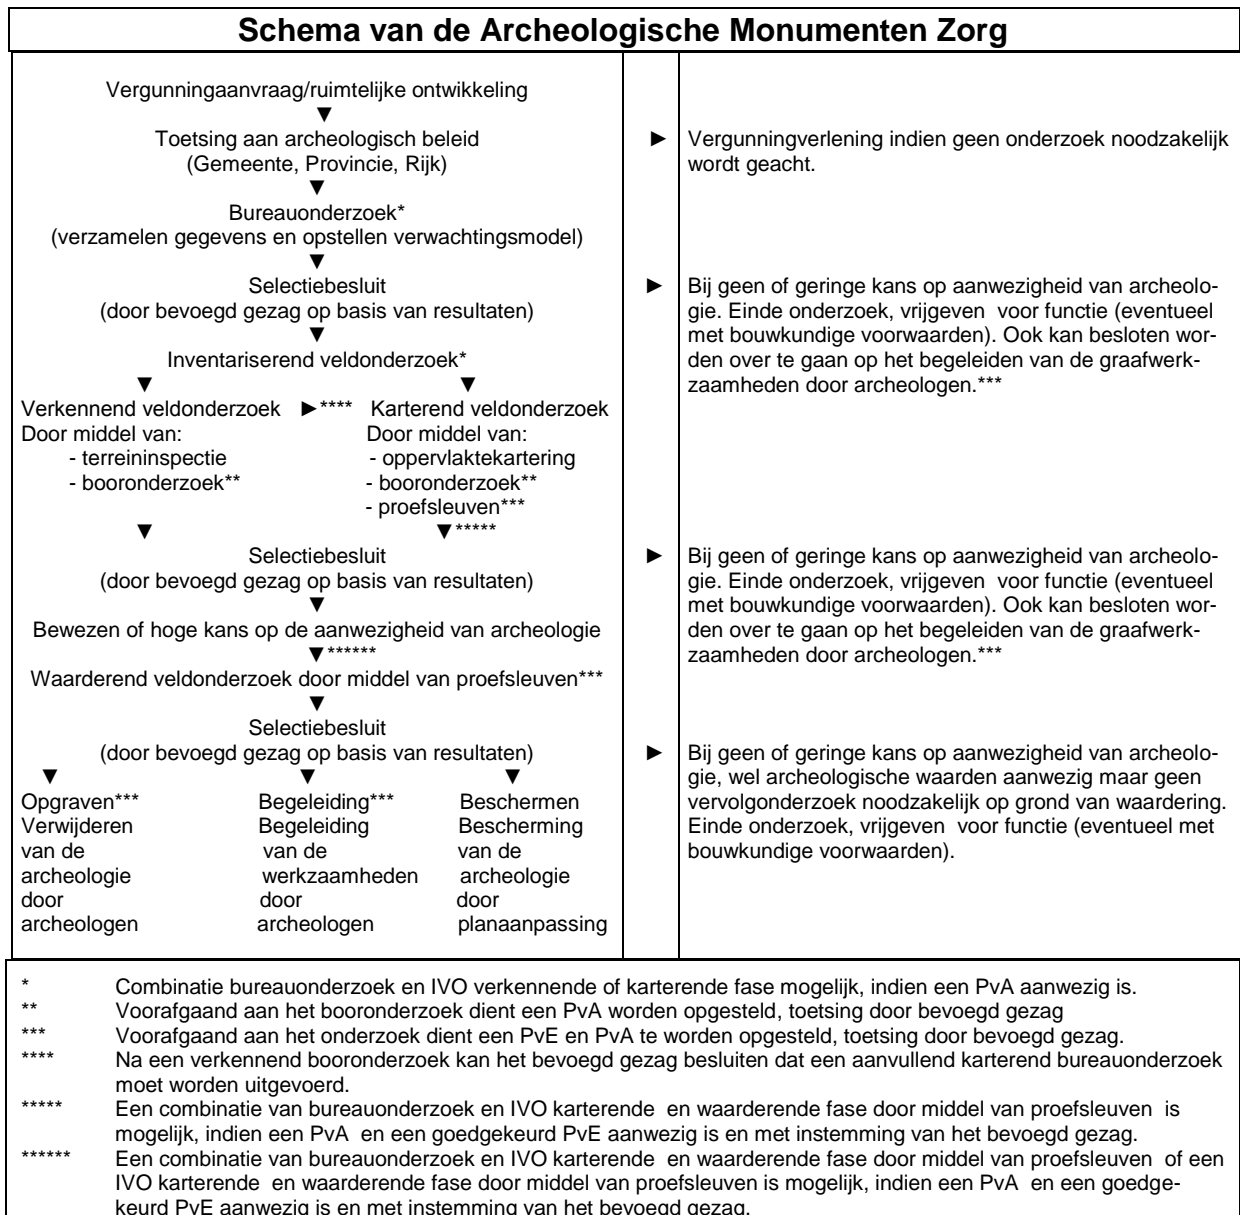 Schema van de Archeologische Monumenten Zorg
Vergunningaanvraag/ruimtelijke ontwikkeling
▼
Toetsing aan archeologisch beleid
(Gemeente, Provincie, Rijk)
► Vergunningverlening indien geen onderzoek noodzakelijk
wordt geacht.
▼
Bureauonderzoek*
(verzamelen gegevens en opstellen verwachtingsmodel)
▼
Selectiebesluit
(door bevoegd gezag op basis van resultaten)
► Bij geen of geringe kans op aanwezigheid van archeolo-
gie. Einde onderzoek, vrijgeven voor functie (eventueel
met bouwkundige voorwaarden). Ook kan besloten wor-
den over te gaan op het begeleiden van de graafwerk-
zaamheden door archeologen.***
▼
Inventariserend veldonderzoek*
▼ ▼
Verkennend veldonderzoek ►**** Karterend veldonderzoek
Door middel van: Door middel van:
- terreininspectie - oppervlaktekartering
- booronderzoek** - booronderzoek**
- proefsleuven***
▼ ▼*****
Selectiebesluit
(door bevoegd gezag op basis van resultaten)
► Bij geen of geringe kans op aanwezigheid van archeolo-
gie. Einde onderzoek, vrijgeven voor functie (eventueel
met bouwkundige voorwaarden). Ook kan besloten wor-
den over te gaan op het begeleiden van de graafwerk-
zaamheden door archeologen.***
▼
Bewezen of hoge kans op de aanwezigheid van archeologie
▼******
Waarderend veldonderzoek door middel van proefsleuven***
▼
Selectiebesluit
(door bevoegd gezag op basis van resultaten)
► Bij geen of geringe kans op aanwezigheid van archeolo-
gie, wel archeologische waarden aanwezig maar geen
vervolgonderzoek noodzakelijk op grond van waardering.
Einde onderzoek, vrijgeven voor functie (eventueel met
bouwkundige voorwaarden).
▼ ▼ ▼
Opgraven*** Begeleiding*** Beschermen
Verwijderen Begeleiding Bescherming
van de van de van de
archeologie werkzaamheden archeologie
door door door
archeologen archeologen planaanpassing
* Combinatie bureauonderzoek en IVO verkennende of karterende fase mogelijk, indien een PvA aanwezig is.
** Voorafgaand aan het booronderzoek dient een PvA worden opgesteld, toetsing door bevoegd gezag
*** Voorafgaand aan het onderzoek dient een PvE en PvA te worden opgesteld, toetsing door bevoegd gezag.
**** Na een verkennend booronderzoek kan het bevoegd gezag besluiten dat een aanvullend karterend bureauonderzoek
moet worden uitgevoerd.
***** Een combinatie van bureauonderzoek en IVO karterende en waarderende fase door middel van proefsleuven is
mogelijk, indien een PvA en een goedgekeurd PvE aanwezig is en met instemming van het bevoegd gezag.
****** Een combinatie van bureauonderzoek en IVO karterende en waarderende fase door middel van proefsleuven of een
IVO karterende en waarderende fase door middel van proefsleuven is mogelijk, indien een PvA en een goedge-
keurd PvE aanwezig is en met instemming van het bevoegd gezag.